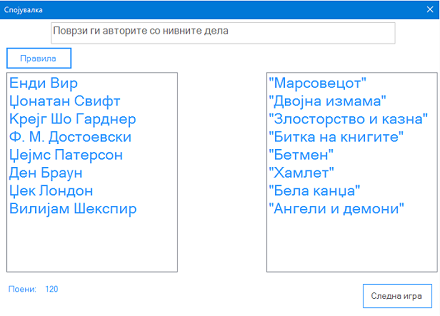 Спојувалка
Поврзи ги авторите со нивните дела
Правила
Енди Вир
Џонатан Свифт
Крејг Шо Гарднер
Ф. М. Достоевски
Џејмс Патерсон
Ден Браун
Џек Лондон
Вилијам Шекспир
"Марсовецот"
"Двојна измама"
"Злосторство и казна"
"Битка на книгите"
"Бетмен"
"Хамлет"
"Бела канџа"
"Ангели и демони"
Поени: 120
Следна игра